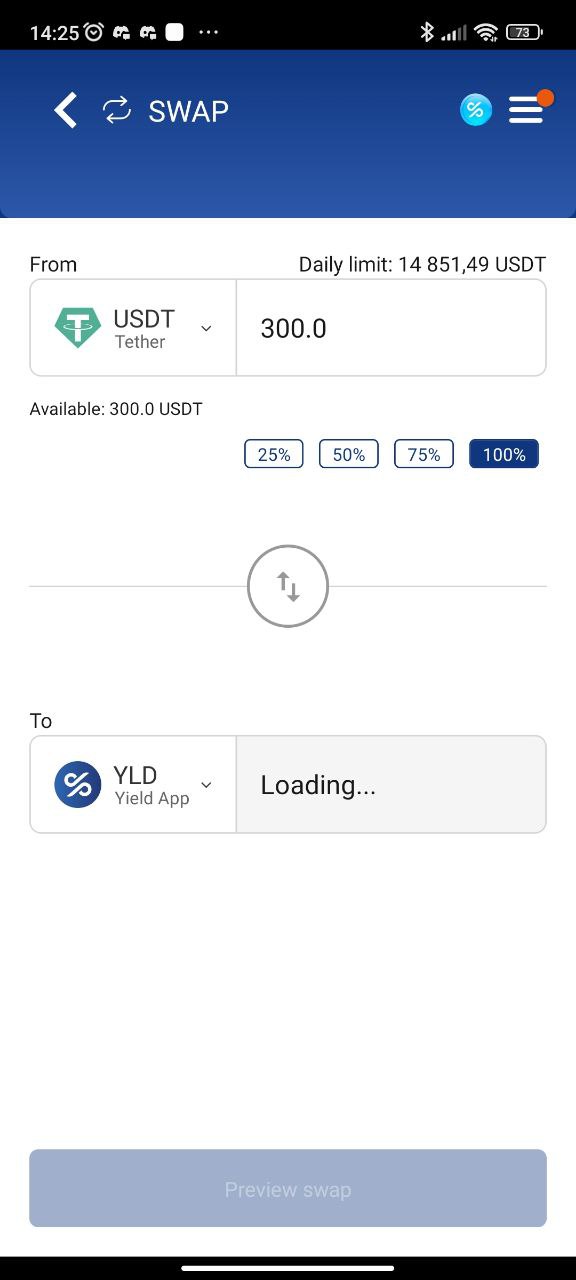 14:25
73
SWAP
From
Daily limit: 14 851,49 USDT
USDT
Tether
300.0
Available: 300.0 USDT
25% 50% 75% 100%
To
YLD
Yield App
Loading...
Preview swap